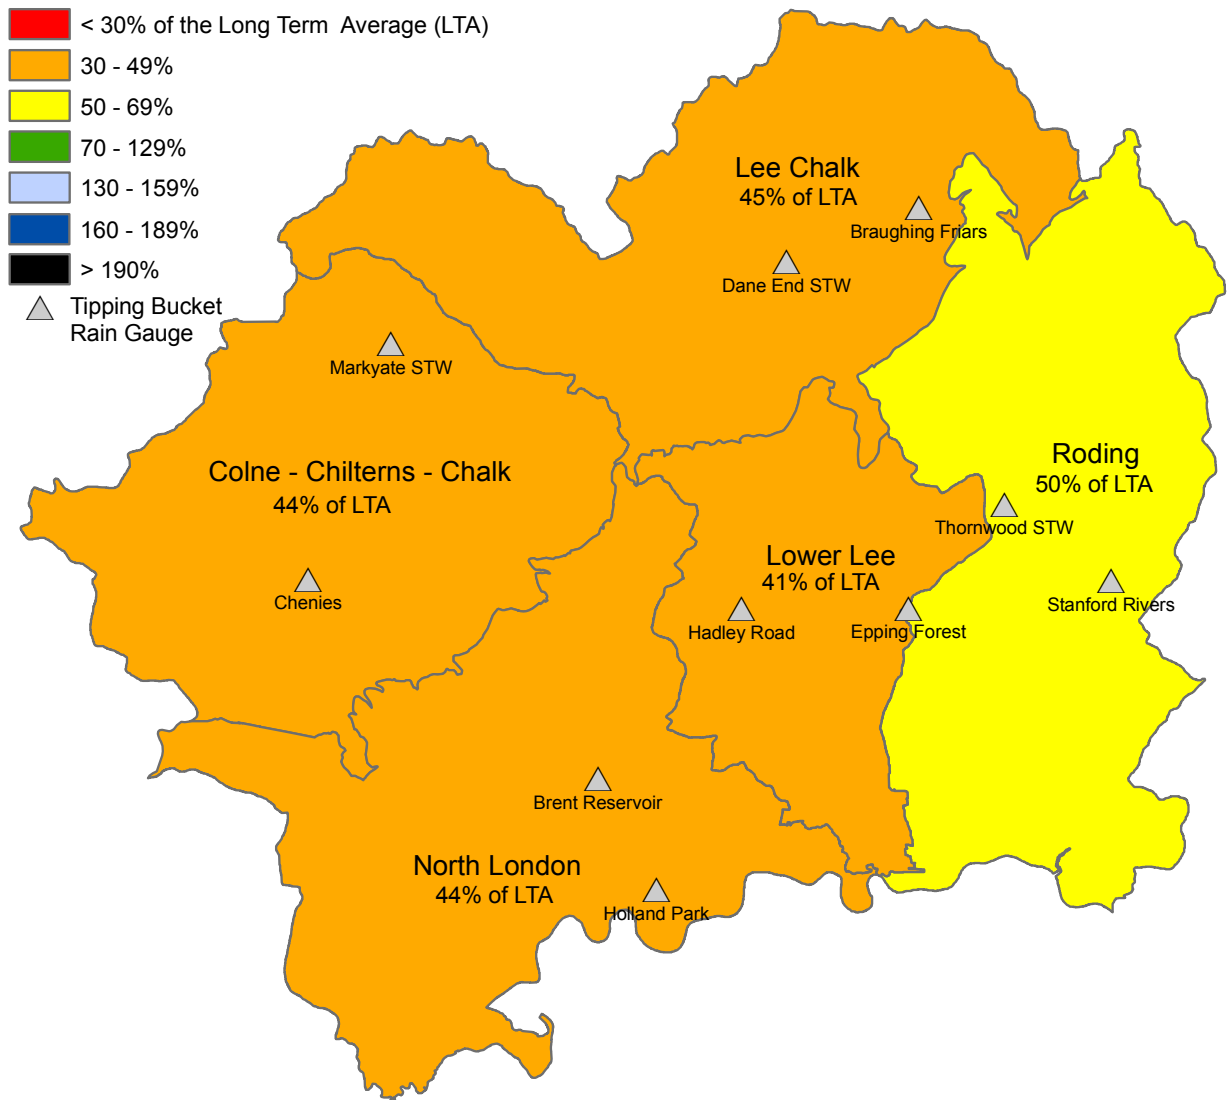 < 30% of the Long Term Average (LTA)
30 - 49%
50 - 69%
70 - 129%
130 - 159%
160 - 189%
> 190%
Tipping Bucket
Rain Gauge
Lee Chalk
45% of LTA
Braughing Friars
Dane End STW
Markyate STW
Colne - Chilterns - Chalk
44% of LTA
Chenies
Roding
50% of LTA
Thornwood STW
Stanford Rivers
Lower Lee
41% of LTA
Hadley Road
Epping Forest
Brent Reservoir
North London
44% of LTA
Holland Park